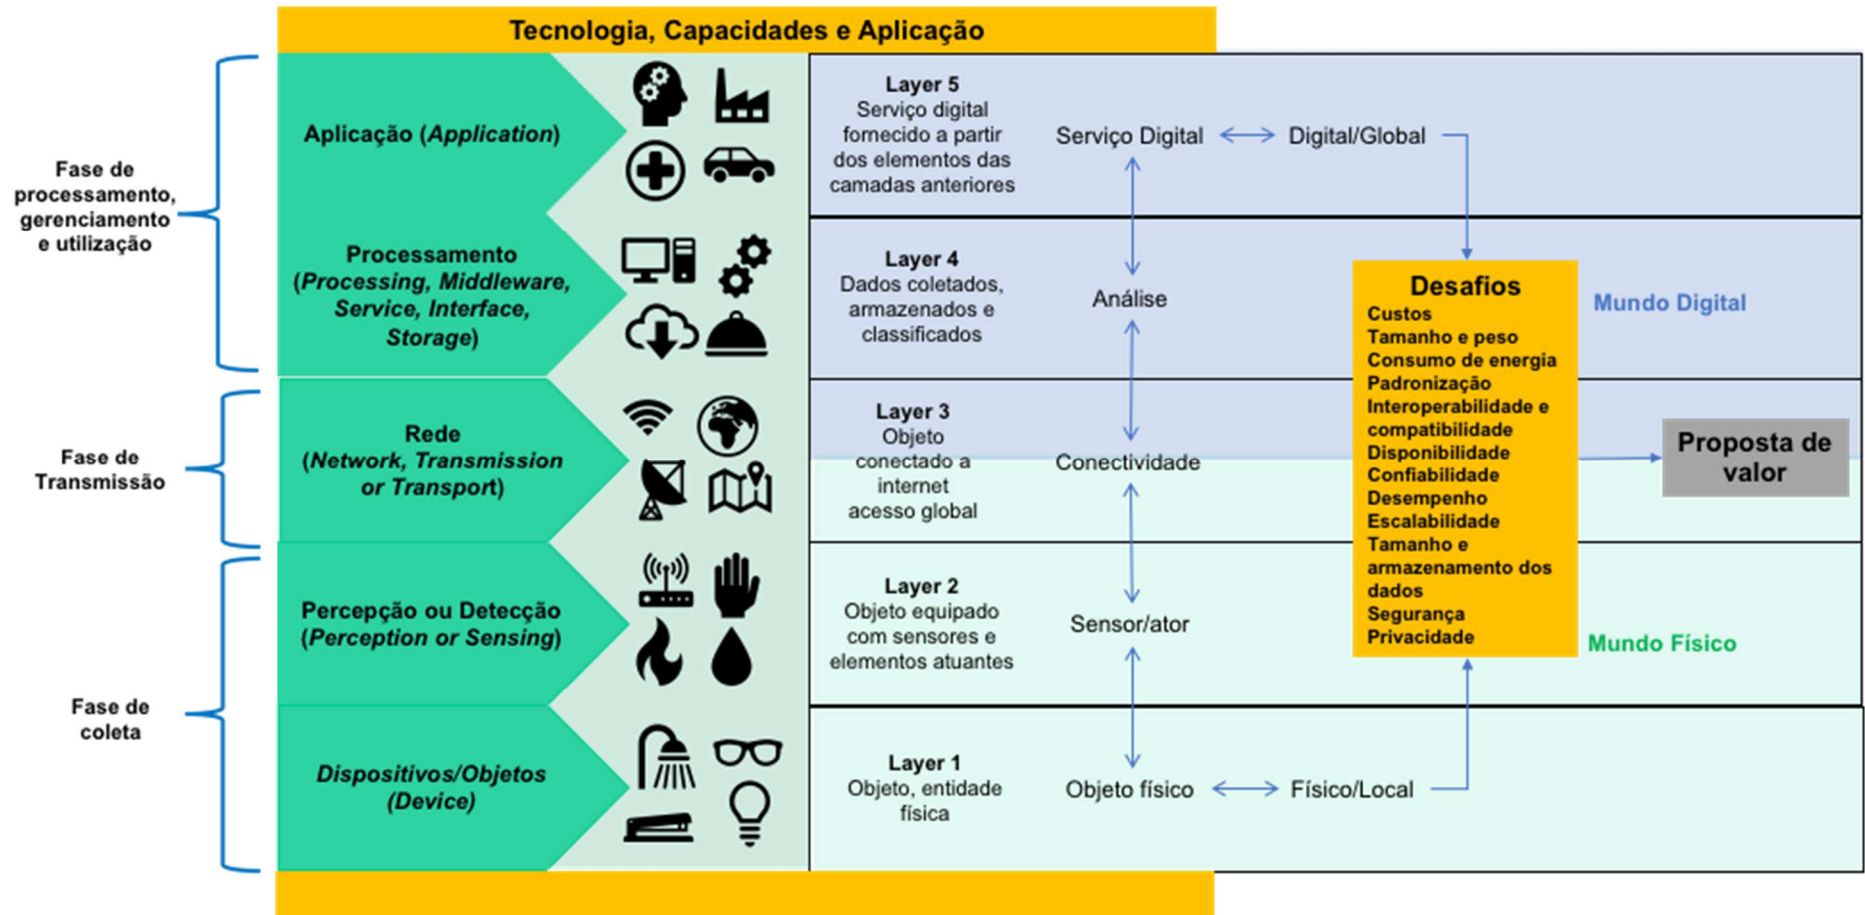 Tecnologia, Capacidades e Aplicação
Fase de
processamento,
gerenciamento
e utilização
Aplicação (Application)
Layer 5
Serviço digital
fornecido a partir
dos elementos das
camadas anteriores
Serviço Digital
Digital/Global
Processamento
(Processing, Middleware,
Service, Interface,
Storage)
Layer 4
Dados coletados,
armazenados e
classificados
Análise
Mundo Digital
Fase de
Transmissão
Rede
(Network, Transmission
or Transport)
Layer 3
Objeto
conectado a
internet
acesso global
Conectividade
Desafios
Custos
Tamanho e peso
Consumo de energia
Padronização
Interoperabilidade e
compatibilidade
Disponibilidade
Confiabilidade
Desempenho
Escalabilidade
Tamanho e
armazenamento dos
dados
Segurança
Privacidade
Proposta de
valor
Fase de
coleta
Percepção ou Detecção
(Perception or Sensing)
Layer 2
Objeto equipado
com sensores e
elementos atuantes
Sensor/ator
Mundo Físico
Dispositivos/Objetos
(Device)
Layer 1
Objeto, entidade
física
Objeto físico
Físico/Local